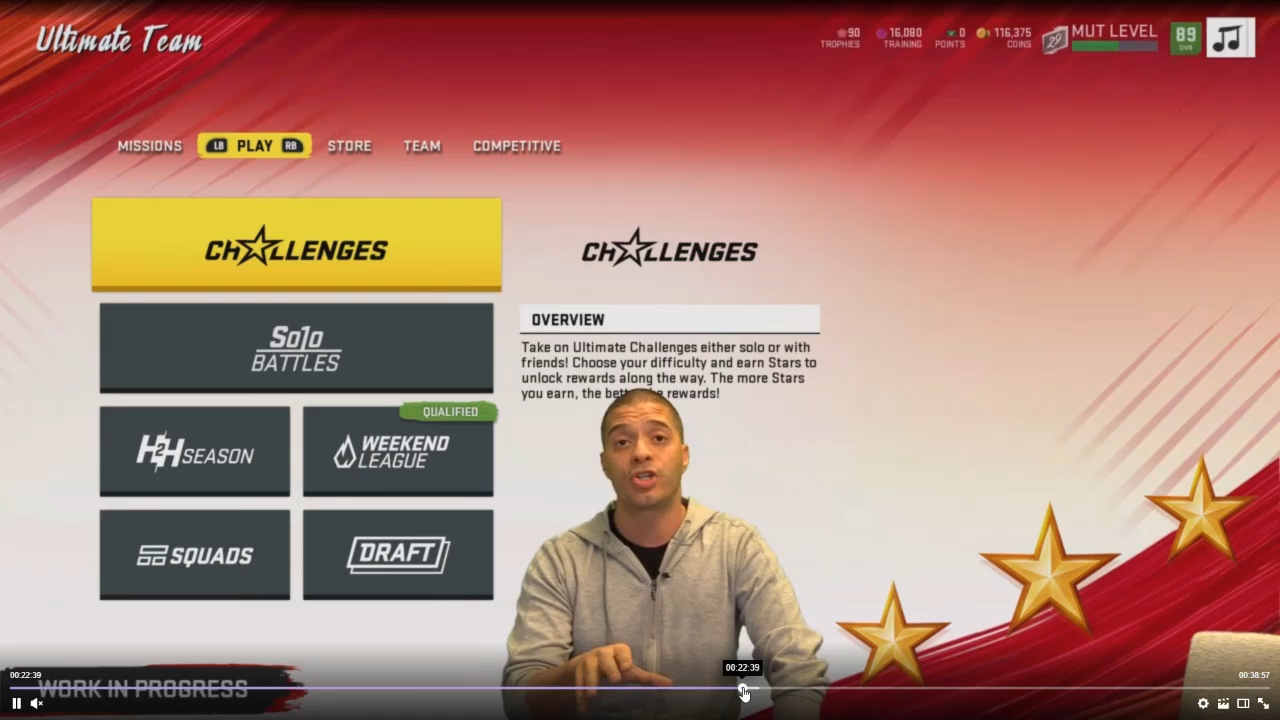 Ultimate Team
90
TROPHIES
16,080
TRAINING
0
POINTS
116,375
COINS
29
MUT LEVEL
89
OVR
MISSIONS
LB PLAY RB
STORE
TEAM
COMPETITIVE
CHALLENGES
CHALLENGES
Solo
BATTLES
OVERVIEW
Take on Ultimate Challenges either solo or with
friends! Choose your difficulty and earn Stars to
unlock rewards along the way. The more Stars
you earn, the rewards!
QUALIFIED
H2H SEASON
WEEKEND
LEAGUE
SQUADS
DRAFT
00:22:39
00:22:39
00:38:57
WORK IN PROGRESS